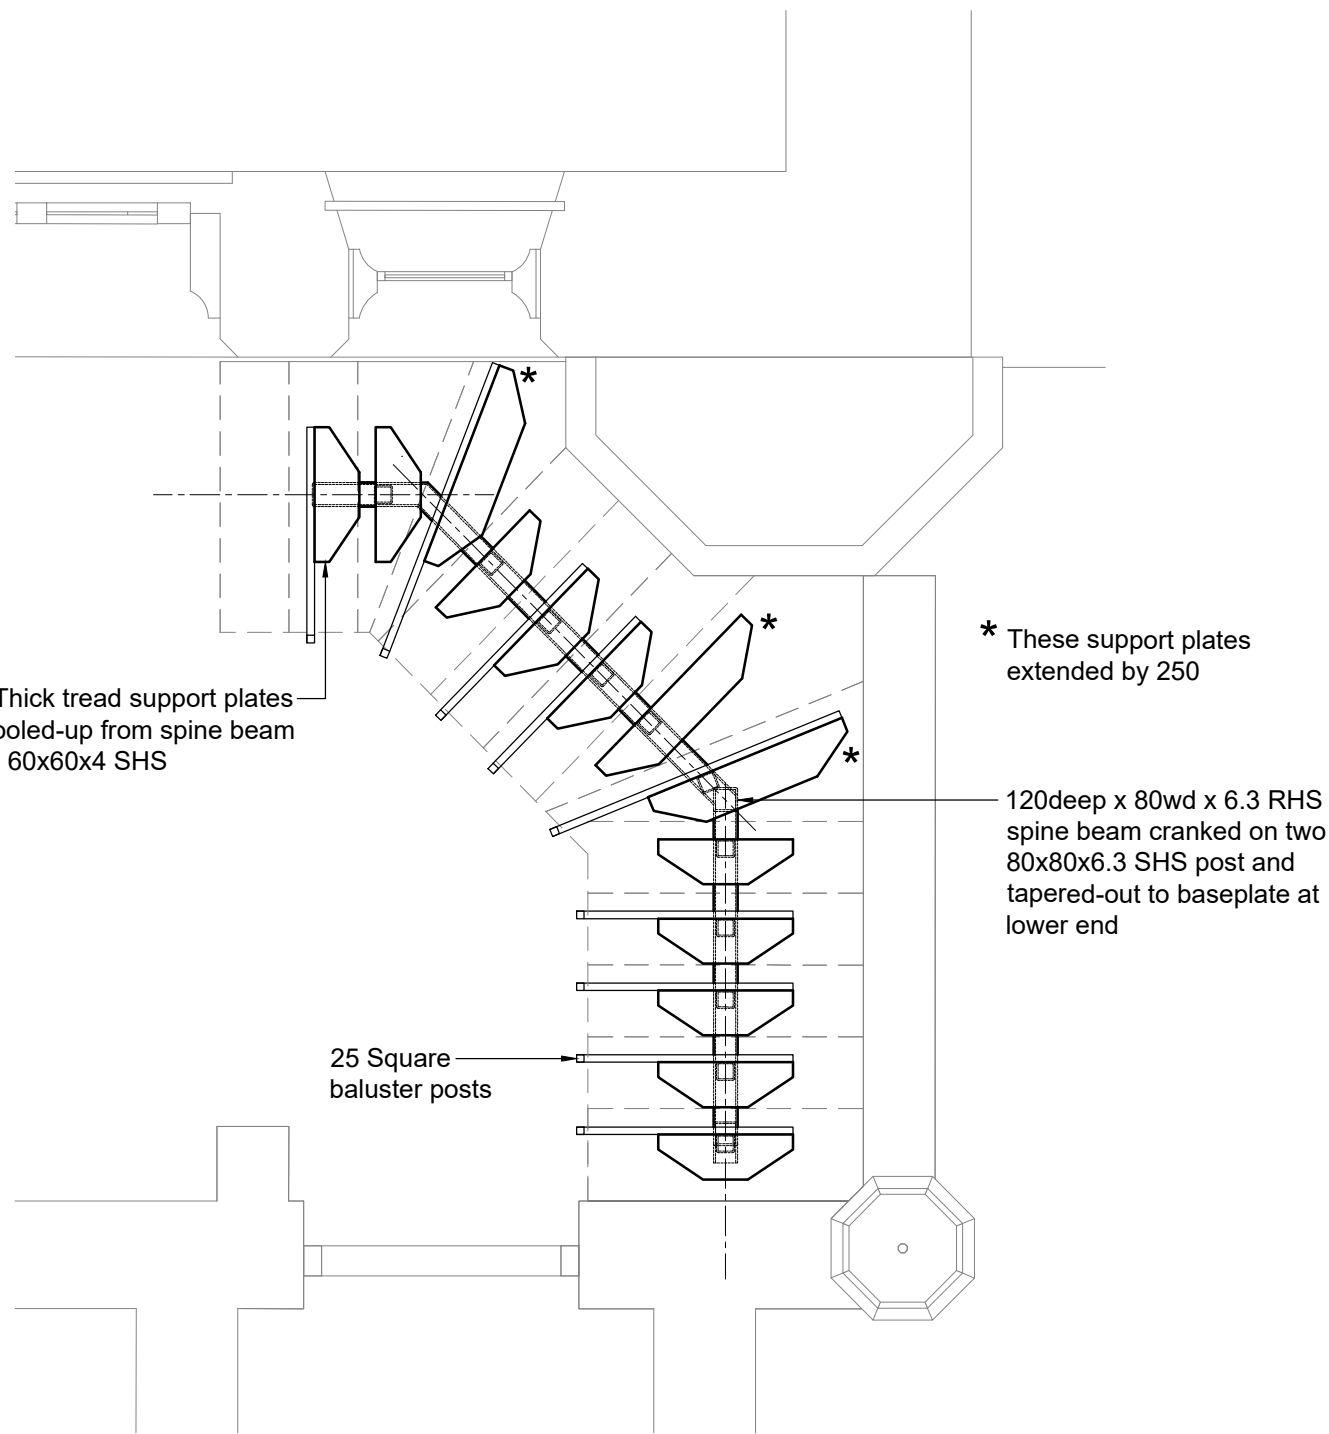 *
*
*
* These support plates
extended by 250
Thick tread support plates
ooled-up from spine beam
60x60x4 SHS
120deep x 80wd x 6.3 RHS
spine beam cranked on two
80x80x6.3 SHS post and
tapered-out to baseplate at
lower end
25 Square
baluster posts